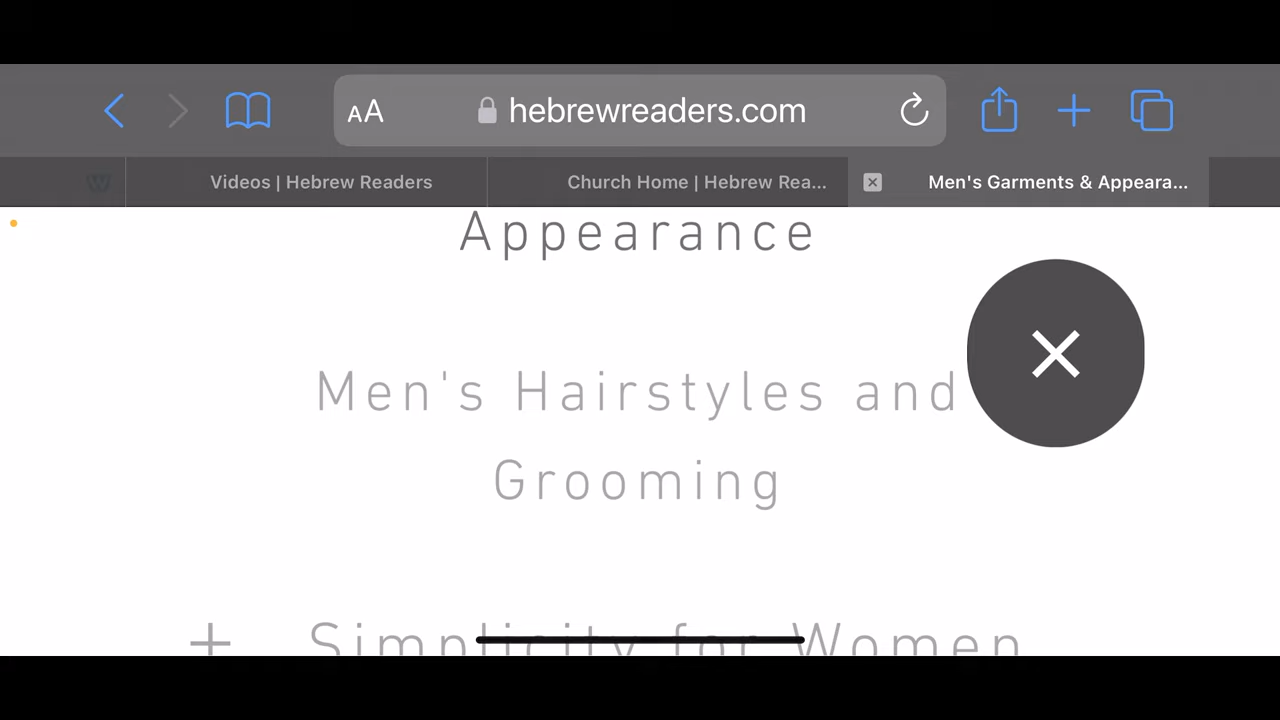 AA hebrewreaders.com
W Videos | Hebrew Readers Church Home | Hebrew Rea... Men's Garments & Appeara...
Appearance
Men's Hairstyles and
Grooming
+ Simplicity for Women